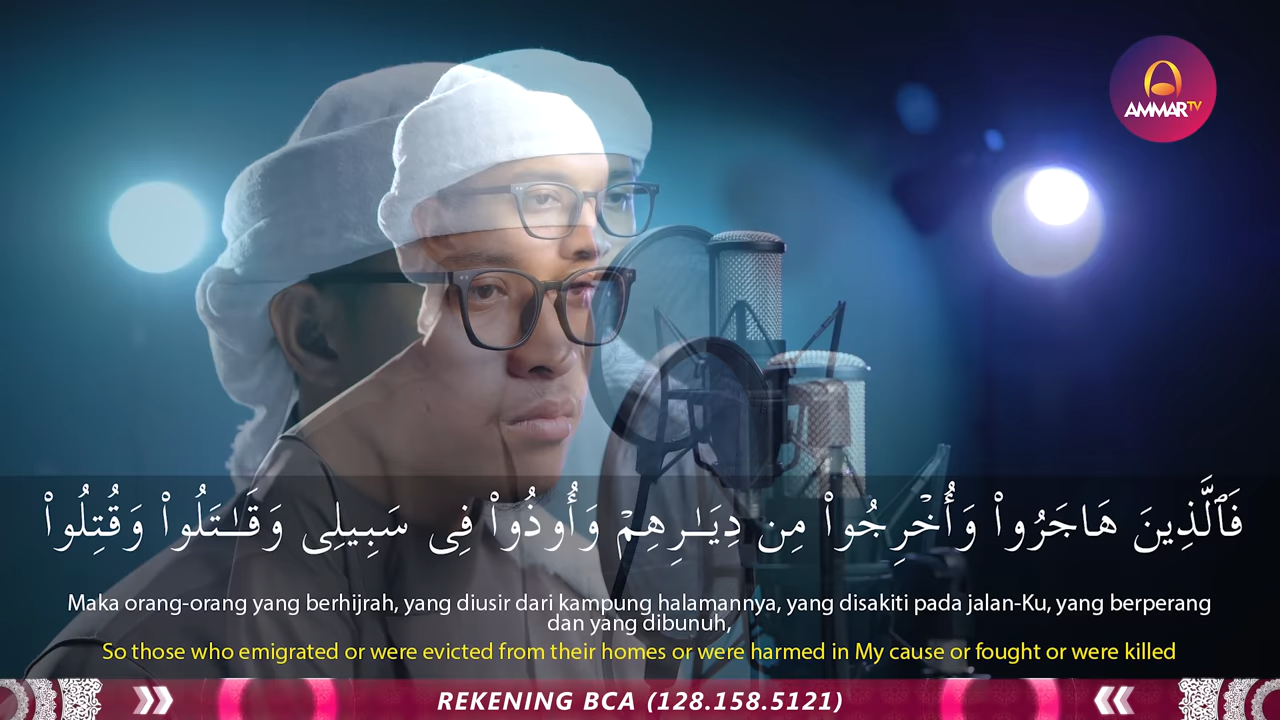 AMMAR TV
فَٱلَّذِينَ هَاجَرُوا۟ وَأُخْرِجُوا۟ مِن دِيَـٰرِهِمْ وَأُوذُوا۟ فِى سَبِيلِى وَقَـٰتَلُوا۟ وَقُتِلُوا۟
Maka orang-orang yang berhijrah, yang diusir dari kampung halamannya, yang disakiti pada jalan-Ku, yang berperang
dan yang dibunuh,
So those who emigrated or were evicted from their homes or were harmed in My cause or fought or were killed
REKENING BCA (128.158.5121)